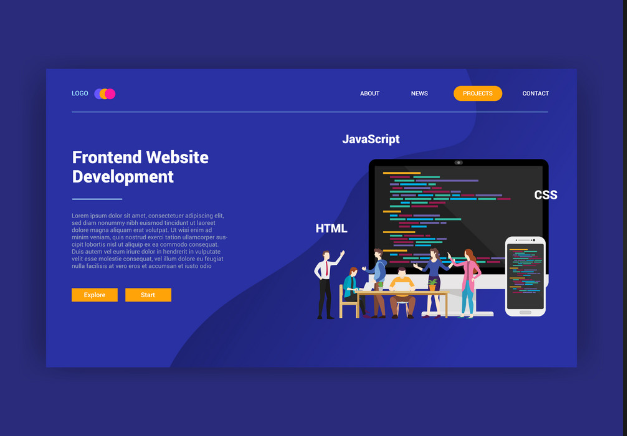 LOGO
ABOUT
NEWS
PROJECTS
CONTACT
JavaScript
Frontend Website
Development
CSS
HTML
Lorem ipsum dolor sit amet, consectetuer adipiscing elit,
sed diam nonummy nibh euismod tincidunt ut laoreet
dolore magna aliquam erat volutpat. Ut wisi enim ad
minim veniam, quis nostrud exerci tation ullamcorper sus-
cipit lobortis nisl ut aliquip ex ea commodo consequat.
Duis autem vel eum iriure dolor in hendrerit in vulputate
velit esse molestie consequat, vel illum dolore eu feugiat
nulla facilisis at vero eros et accumsan et iusto odio
Explore
Start